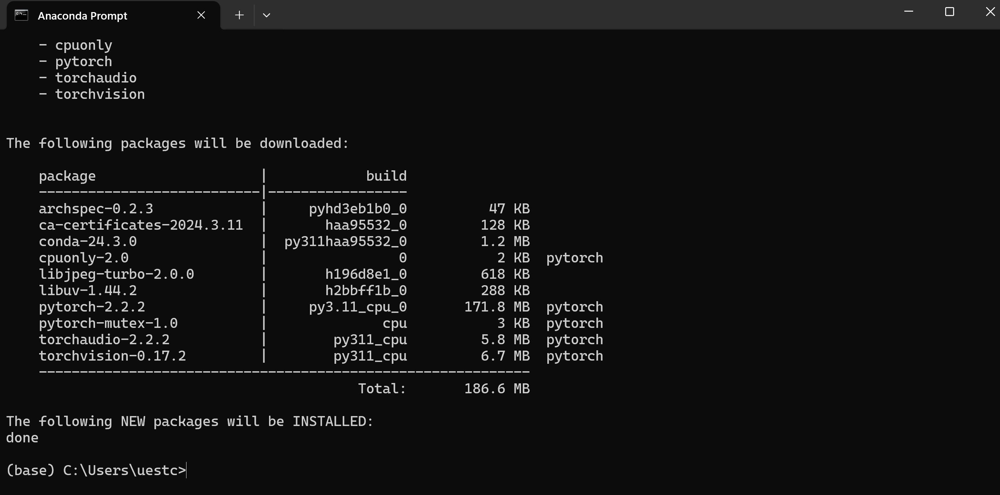 Anaconda Prompt
- cpuonly
- pytorch
- torchaudio
- torchvision
The following packages will be downloaded:
package | build
---------------------------|-----------------
archspec-0.2.3 | pyhd3eb1b0_0 47 KB
ca-certificates-2024.3.11 | haa95532_0 128 KB
conda-24.3.0 | py311haa95532_0 1.2 MB
cpuonly-2.0 | 0 2 KB pytorch
libjpeg-turbo-2.0.0 | h196d8e1_0 618 KB
libuv-1.44.2 | h2bbff1b_0 288 KB
pytorch-2.2.2 | py3.11_cpu_0 171.8 MB pytorch
pytorch-mutex-1.0 | cpu 3 KB pytorch
torchaudio-2.2.2 | py311_cpu 5.8 MB pytorch
torchvision-0.17.2 | py311_cpu 6.7 MB pytorch
------------------------------------------------------------
Total: 186.6 MB
The following NEW packages will be INSTALLED:
done
(base) C:\Users\uestc>